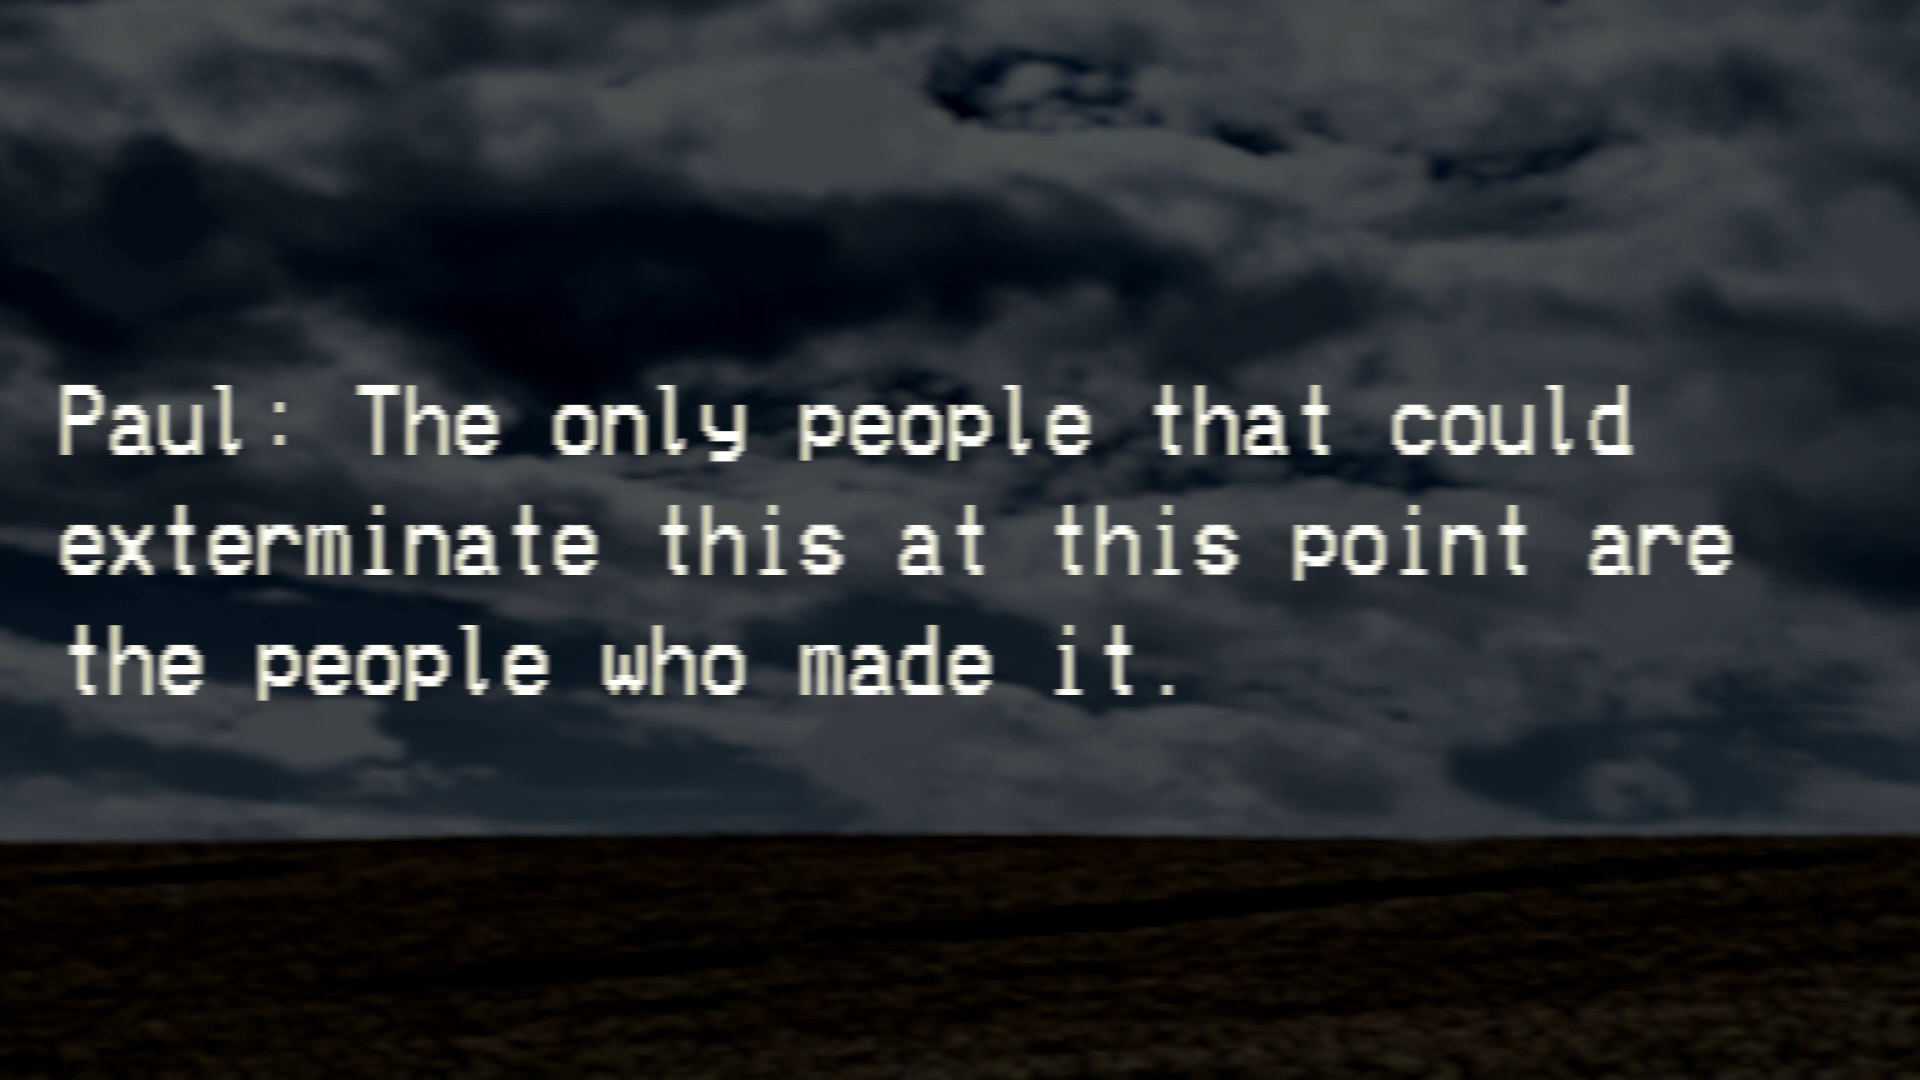 Paul: The only people that could
exterminate this at this point are
the people who made it.